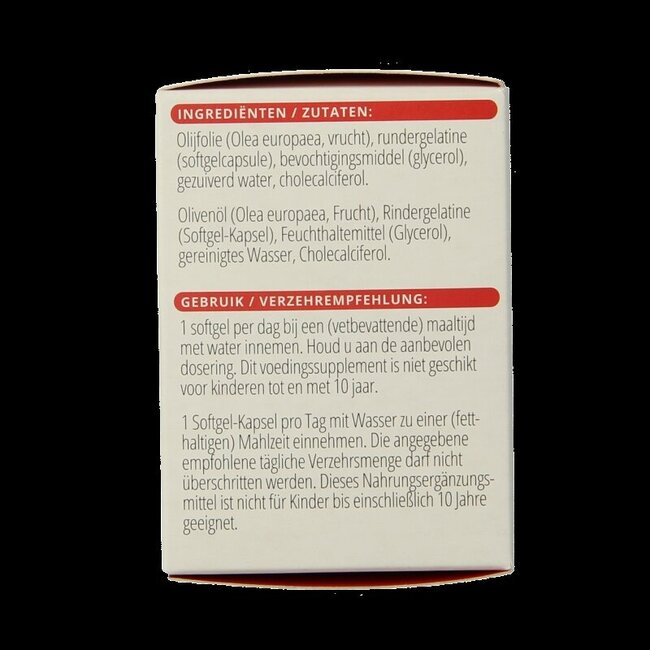 INGREDIËNTEN / ZUTATEN:
Olijfolie (Olea europaea, vrucht), rundergelatine
(softgelcapsule), bevochtigingsmiddel (glycerol),
gezuiverd water, cholecalciferol.
Olivenöl (Olea europaea, Frucht), Rindergelatine
(Softgel-Kapsel), Feuchthaltemittel (Glycerol),
gereinigtes Wasser, Cholecalciferol.
GEBRUIK / VERZEHREMPFEHLUNG:
1 softgel per dag bij een (vetbevattende) maaltijd
met water innemen. Houd u aan de aanbevolen
dosering. Dit voedingssupplement is niet geschikt
voor kinderen tot en met 10 jaar.
1 Softgel-Kapsel pro Tag mit Wasser zu einer (fett-
haltigen) Mahlzeit einnehmen. Die angegebene
empfohlene tägliche Verzehrsmenge darf nicht
überschritten werden. Dieses Nahrungsergänzungs-
mittel ist nicht für Kinder bis einschließlich 10 Jahre
geeignet.